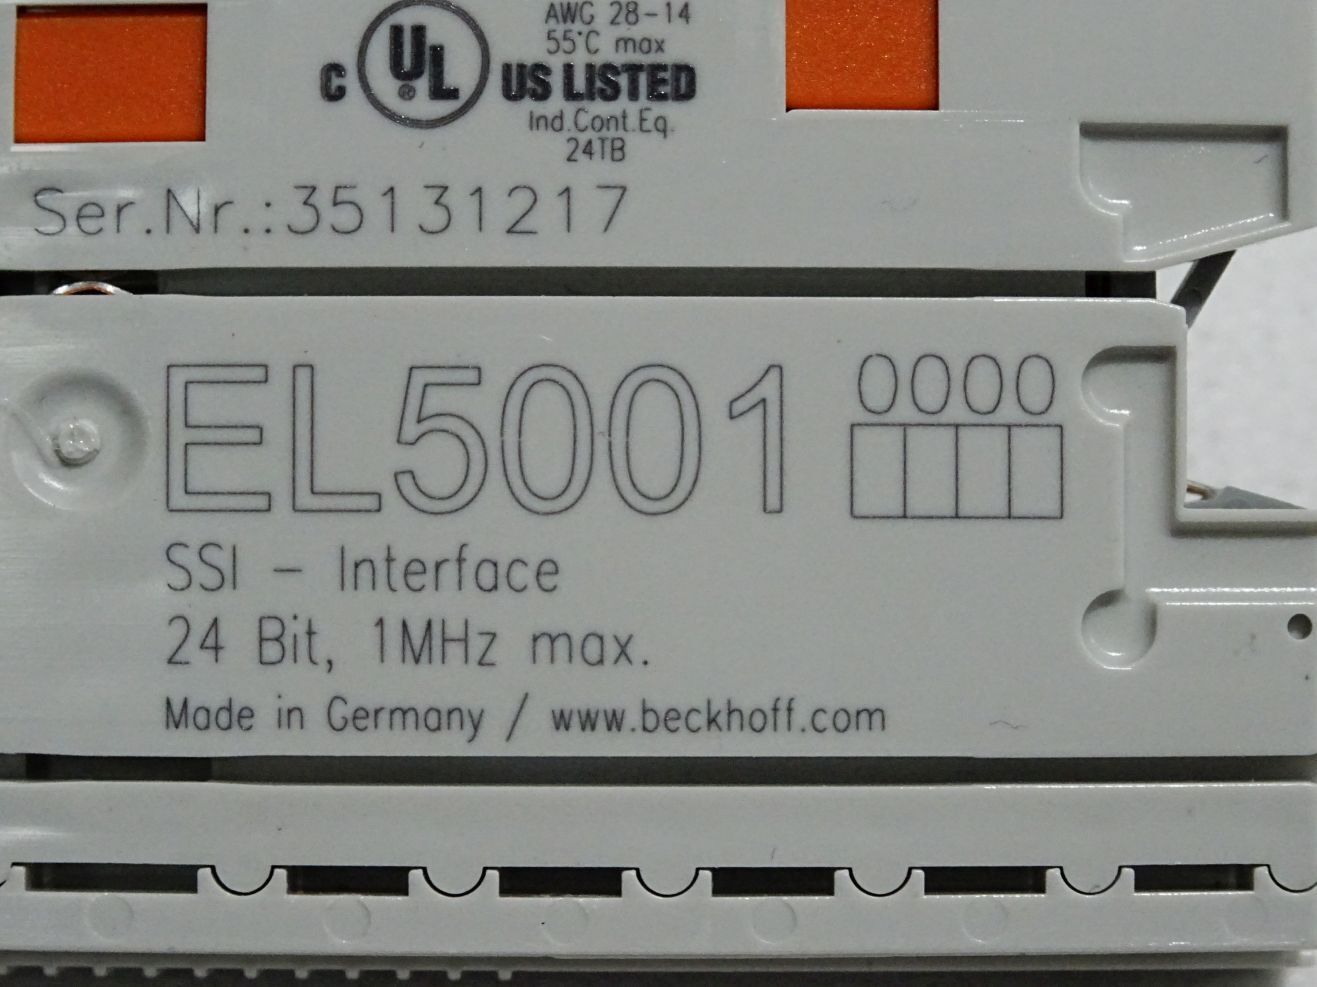 AWG 28-14
55°C max
C UL ® US LISTED
Ind.Cont.Eq.
24TB
Ser.Nr.:35131217
EL5001 0000
SSI - Interface
24 Bit, 1MHz max.
Made in Germany / www.beckhoff.com